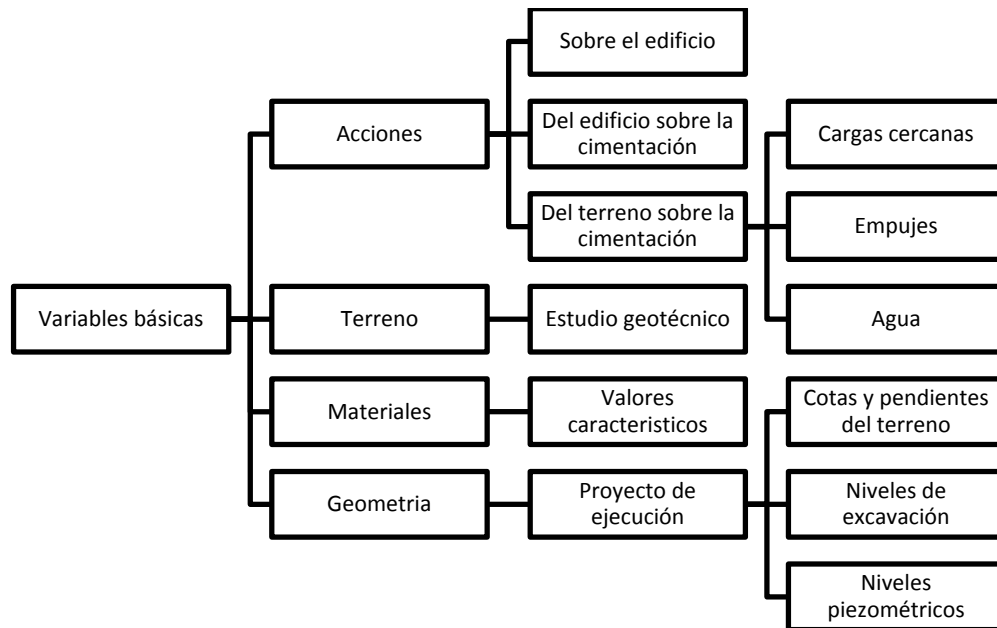 Sobre el edificio
Acciones
Del edificio sobre la
cimentación
Cargas cercanas
Del terreno sobre la
cimentación
Empujes
Variables básicas
Terreno
Estudio geotécnico
Agua
Materiales
Valores
caracteristicos
Cotas y pendientes
del terreno
Geometria
Proyecto de
ejecución
Niveles de
excavación
Niveles
piezométricos